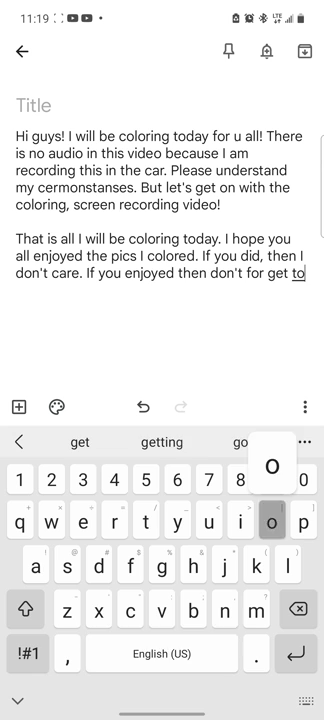 11:19
LTE
Title
Hi guys! I will be coloring today for u all! There
is no audio in this video because I am
recording this in the car. Please understand
my cermonstanses. But let's get on with the
coloring, screen recording video!
That is all I will be coloring today. I hope you
all enjoyed the pics I colored. If you did, then I
don't care. If you enjoyed then don't for get to
get getting go
o
1 2 3 4 5 6 7 8 0
q w e r t y u i o p
a s d f g h j k l
z x c v b n m
!#1 , English (US) .